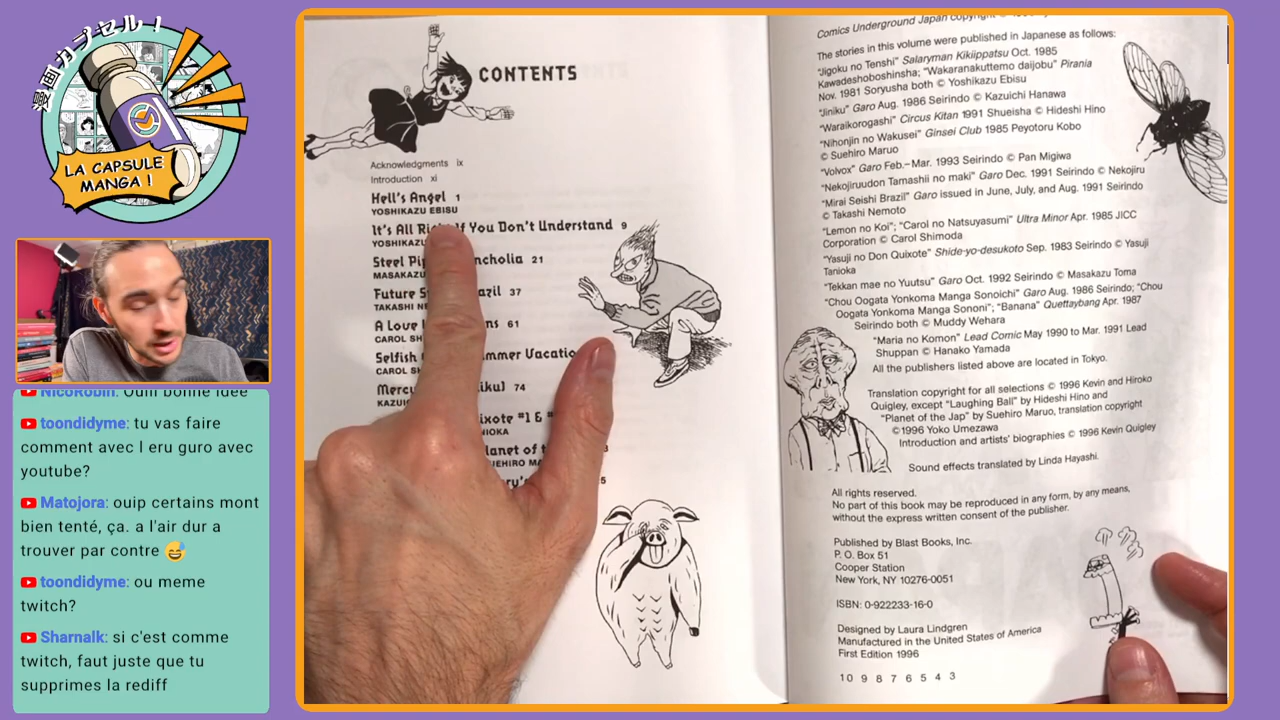 漫画カプセル!
LA CAPSULE
MANGA !
NicoRobin: Ouiii bonne idée
toondidyme: tu vas faire
comment avec l eru guro avec
youtube?
Matojora: ouip certains mont
bien tenté, ça. a l'air dur a
trouver par contre 😅
toondidyme: ou meme
twitch?
Sharnalk: si c'est comme
twitch, faut juste que tu
supprimes la rediff
CONTENTS
Acknowledgments ix
Introduction xi
Hell's Angel 1
YOSHIKAZU EBISU
It's All Right If You Don't Understand 9
YOSHIKAZU
Steel 21
MASAKAZU
Future 37
TAKASHI
A Love 61
CAROL
Selfish
CAROL
74
#1 &
Comics Underground Japan copyright
The stories in this volume were published in Japanese as follows:
"Jigoku no Tenshi" Salaryman Kikiippatsu Oct. 1985
Kawadeshoboshinsha; "Wakaranakuttemo daijobu" Pirania
Nov. 1981 Soryusha both © Yoshikazu Ebisu
"Jiniku" Garo Aug. 1986 Seirindo © Kazuichi Hanawa
"Waraikorogashi" Circus Kitan 1991 Shueisha © Hideshi Hino
"Nihonjin no Wakusei" Ginsei Club 1985 Peyotoru Kobo
© Suehiro Maruo
"Volvox" Garo Feb.–Mar. 1993 Seirindo © Pan Migiwa
"Nekojiruudon Tamashii no maki" Garo Dec. 1991 Seirindo © Nekojiru
"Mirai Seishi Brazil" Garo issued in June, July, and Aug. 1991 Seirindo
© Takashi Nemoto
"Lemon no Koi"; "Carol no Natsuyasumi" Ultra Minor Apr. 1985 JICC
Corporation © Carol Shimoda
"Yasuji no Don Quixote" Shide-yo-desukoto Sep. 1983 Seirindo © Yasuji
Tanioka
"Tekkan mae no Yuutsu" Garo Oct. 1992 Seirindo © Masakazu Toma
"Chou Oogata Yonkoma Manga Sonoichi" Garo Aug. 1986 Seirindo; "Chou
Oogata Yonkoma Manga Sononi"; "Banana" Quettaybang Apr. 1987
Seirindo both © Muddy Wehara
"Maria no Komon" Lead Comic May 1990 to Mar. 1991 Lead
Shuppan © Hanako Yamada
All the publishers listed above are located in Tokyo.
Translation copyright for all selections © 1996 Kevin and Hiroko
Quigley, except "Laughing Ball" by Hideshi Hino and
"Planet of the Jap" by Suehiro Maruo, translation copyright
© 1996 Yoko Umezawa
Introduction and artists' biographies © 1996 Kevin Quigley
Sound effects translated by Linda Hayashi.
All rights reserved.
No part of this book may be reproduced in any form, by any means,
without the express written consent of the publisher.
Published by Blast Books, Inc.
P. O. Box 51
Cooper Station
New York, NY 10276-0051
ISBN: 0-922233-16-0
Designed by Laura Lindgren
Manufactured in the United States of America
First Edition 1996
10 9 8 7 6 5 4 3